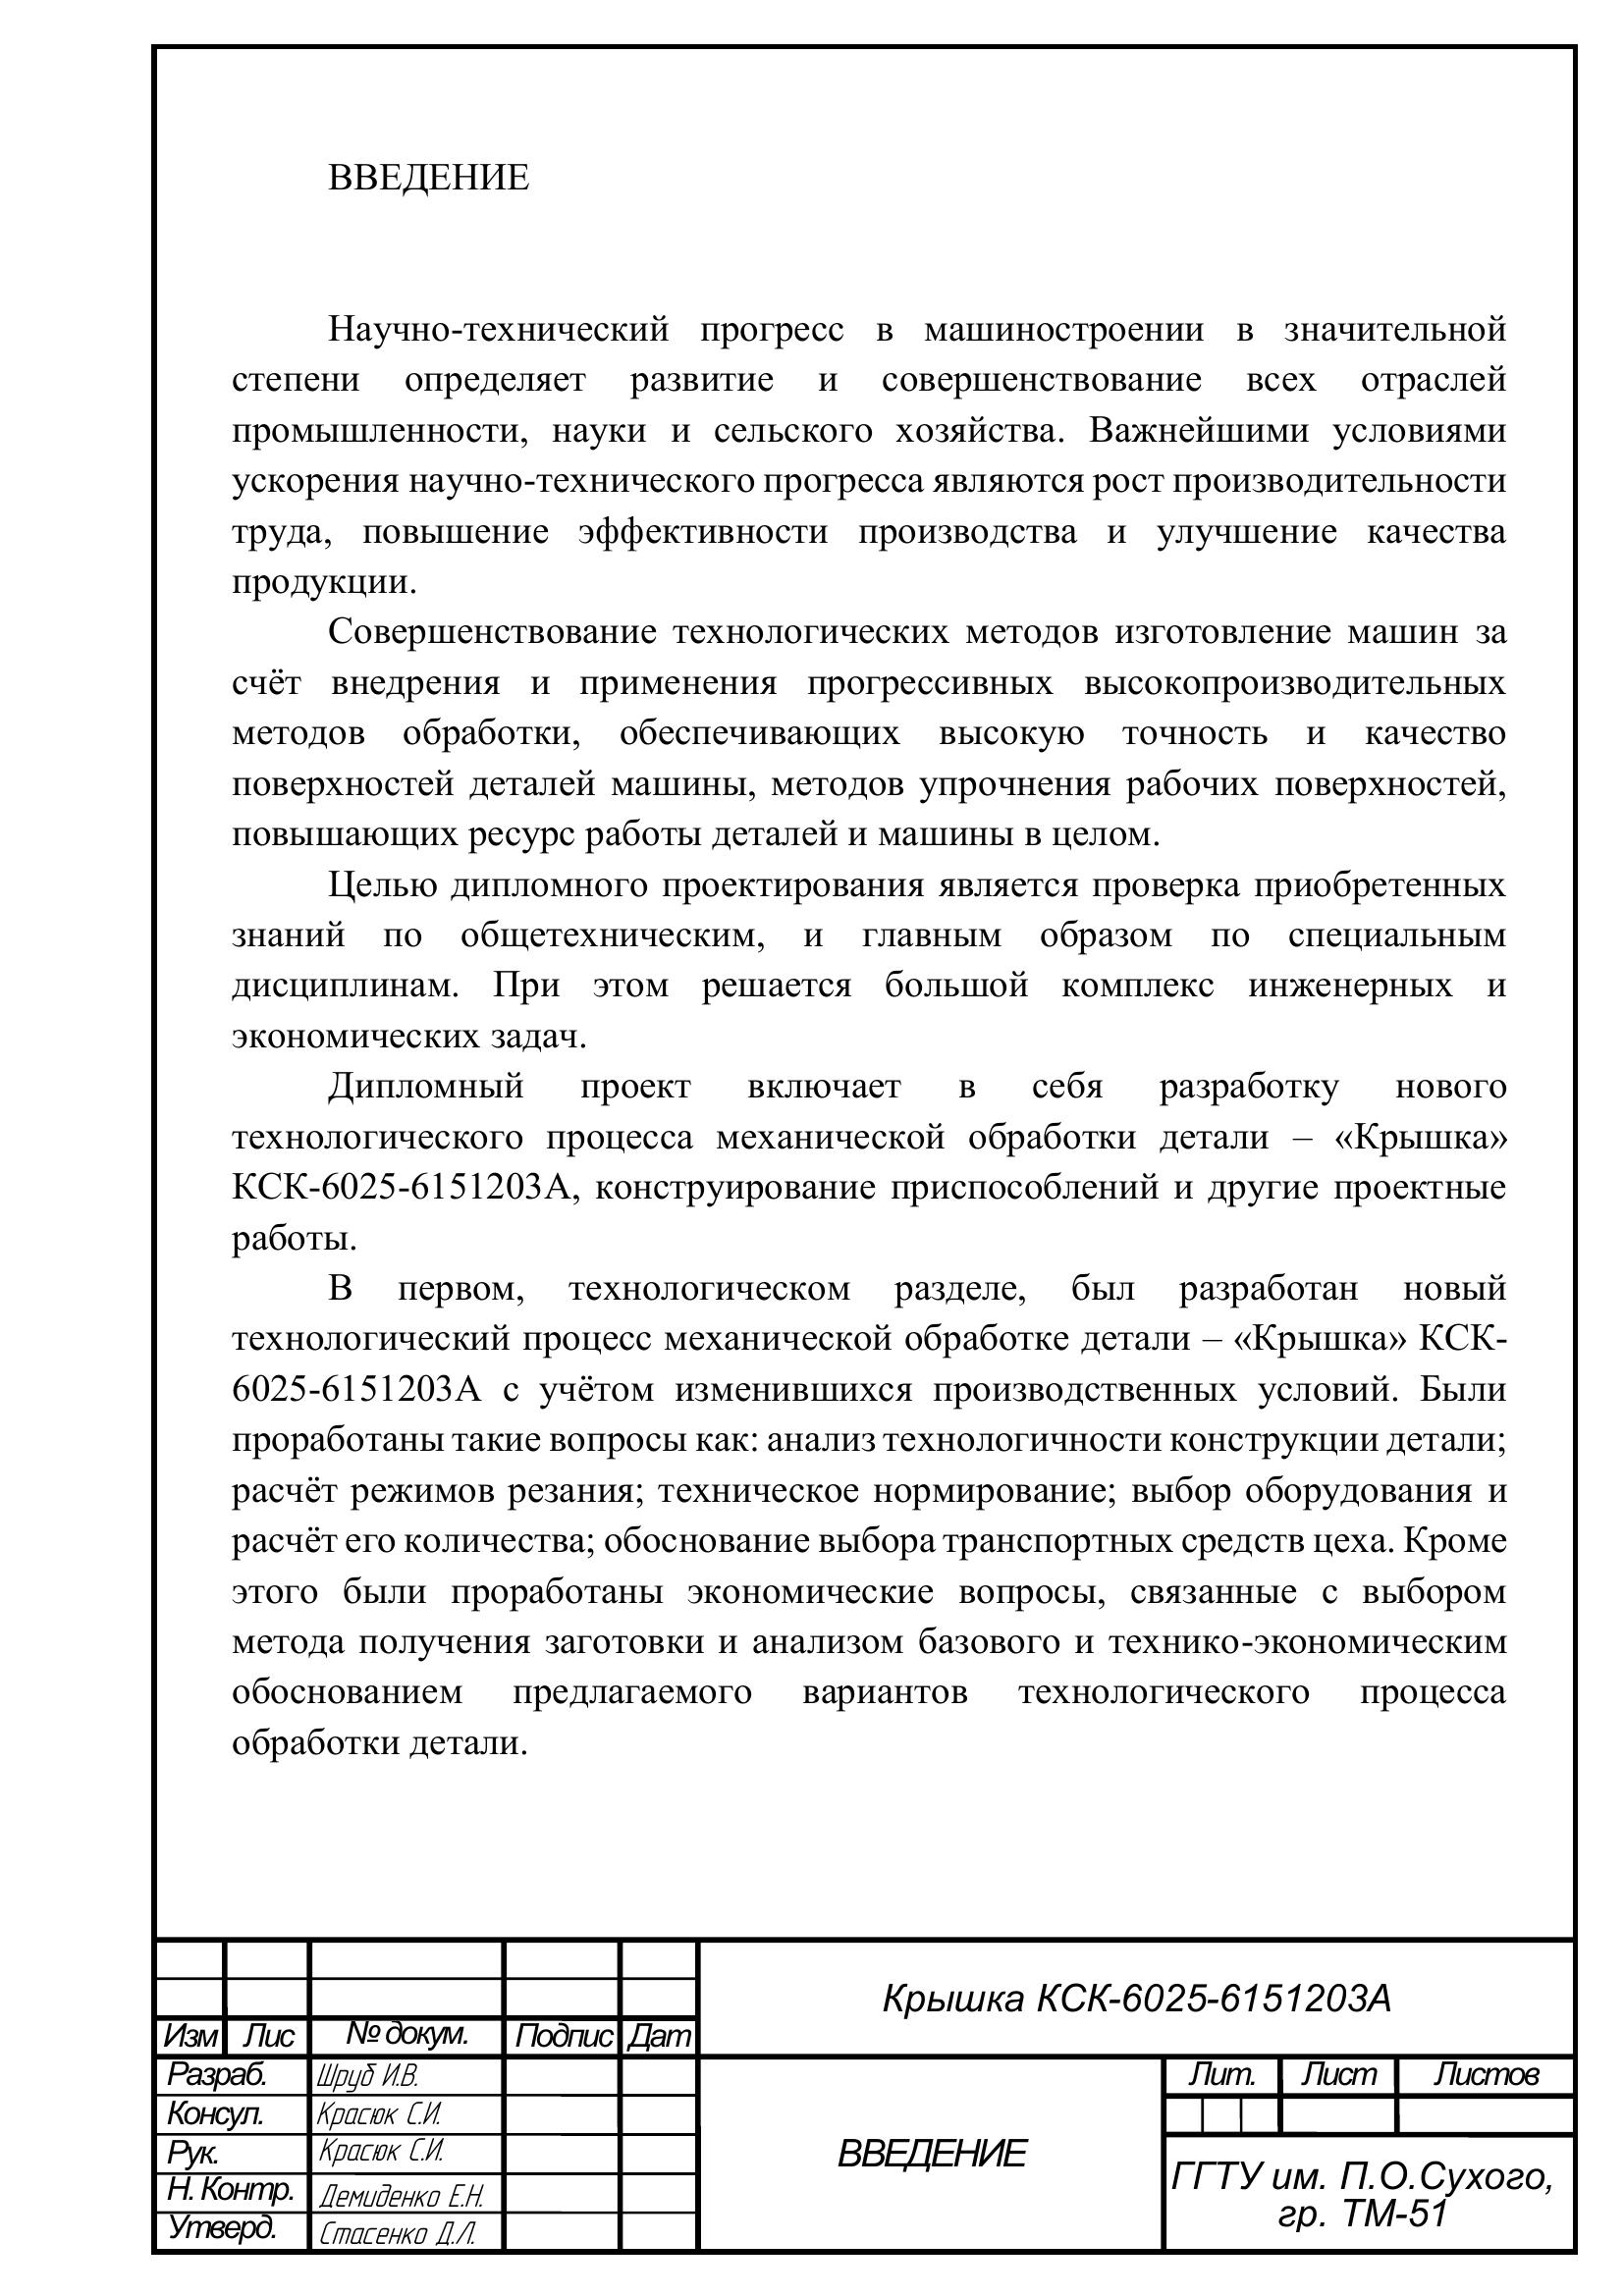 ВВЕДЕНИЕ
Научно-технический прогресс в машиностроении в значительной
степени определяет развитие и совершенствование всех отраслей
промышленности, науки и сельского хозяйства. Важнейшими условиями
ускорения научно-технического прогресса являются рост производительности
труда, повышение эффективности производства и улучшение качества
продукции.
Совершенствование технологических методов изготовление машин за
счёт внедрения и применения прогрессивных высокопроизводительных
методов обработки, обеспечивающих высокую точность и качество
поверхностей деталей машины, методов упрочнения рабочих поверхностей,
повышающих ресурс работы деталей и машины в целом.
Целью дипломного проектирования является проверка приобретенных
знаний по общетехническим, и главным образом по специальным
дисциплинам. При этом решается большой комплекс инженерных и
экономических задач.
Дипломный проект включает в себя разработку нового
технологического процесса механической обработки детали – «Крышка»
КСК-6025-6151203А, конструирование приспособлений и другие проектные
работы.
В первом, технологическом разделе, был разработан новый
технологический процесс механической обработке детали – «Крышка» КСК-
6025-6151203А с учётом изменившихся производственных условий. Были
проработаны такие вопросы как: анализ технологичности конструкции детали;
расчёт режимов резания; техническое нормирование; выбор оборудования и
расчёт его количества; обоснование выбора транспортных средств цеха. Кроме
этого были проработаны экономические вопросы, связанные с выбором
метода получения заготовки и анализом базового и технико-экономическим
обоснованием предлагаемого вариантов технологического процесса
обработки детали.
Крышка КСК-6025-6151203А
Изм Лис № докум. Подпис Дат
Разраб. Шруб И.В.
Консул. Красюк С.И.
Рук. Красюк С.И.
Н. Контр. Демиденко Е.Н.
Утверд. Стасенко Д.Л.
ВВЕДЕНИЕ
Лит. Лист Листов
ГГТУ им. П.О.Сухого,
гр. ТМ-51